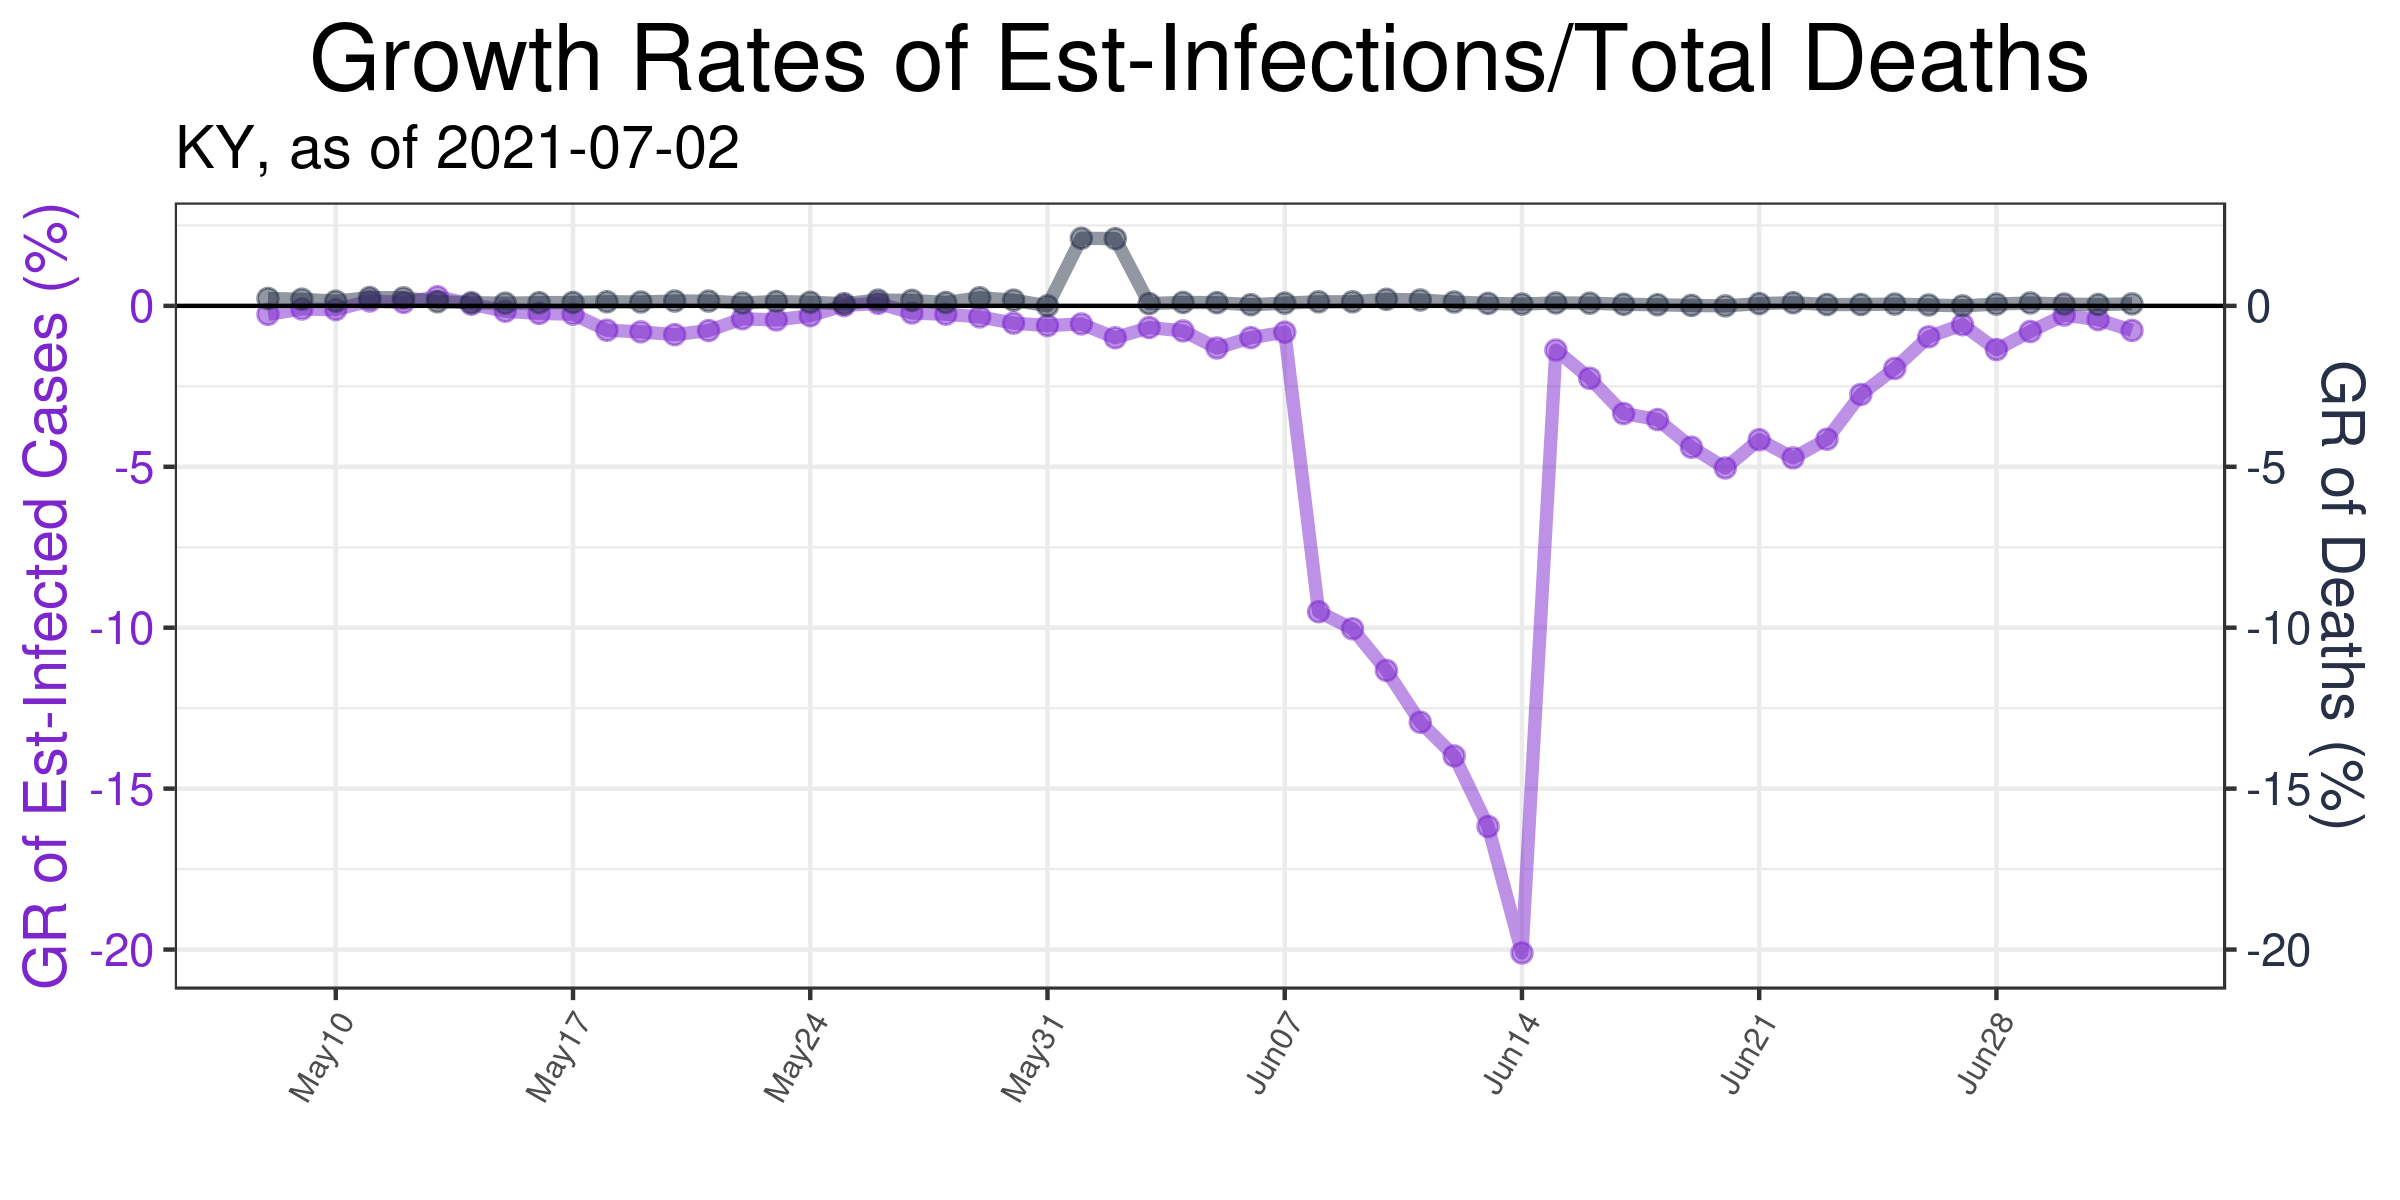 Growth Rates of Est-Infections/Total Deaths
KY, as of 2021-07-02
GR of Est-Infected Cases (%)
0
-5
-10
-15
-20
0
-5
-10
-15
-20
GR of Deaths (%)
May10
May17
May24
May31
Jun07
Jun14
Jun21
Jun28